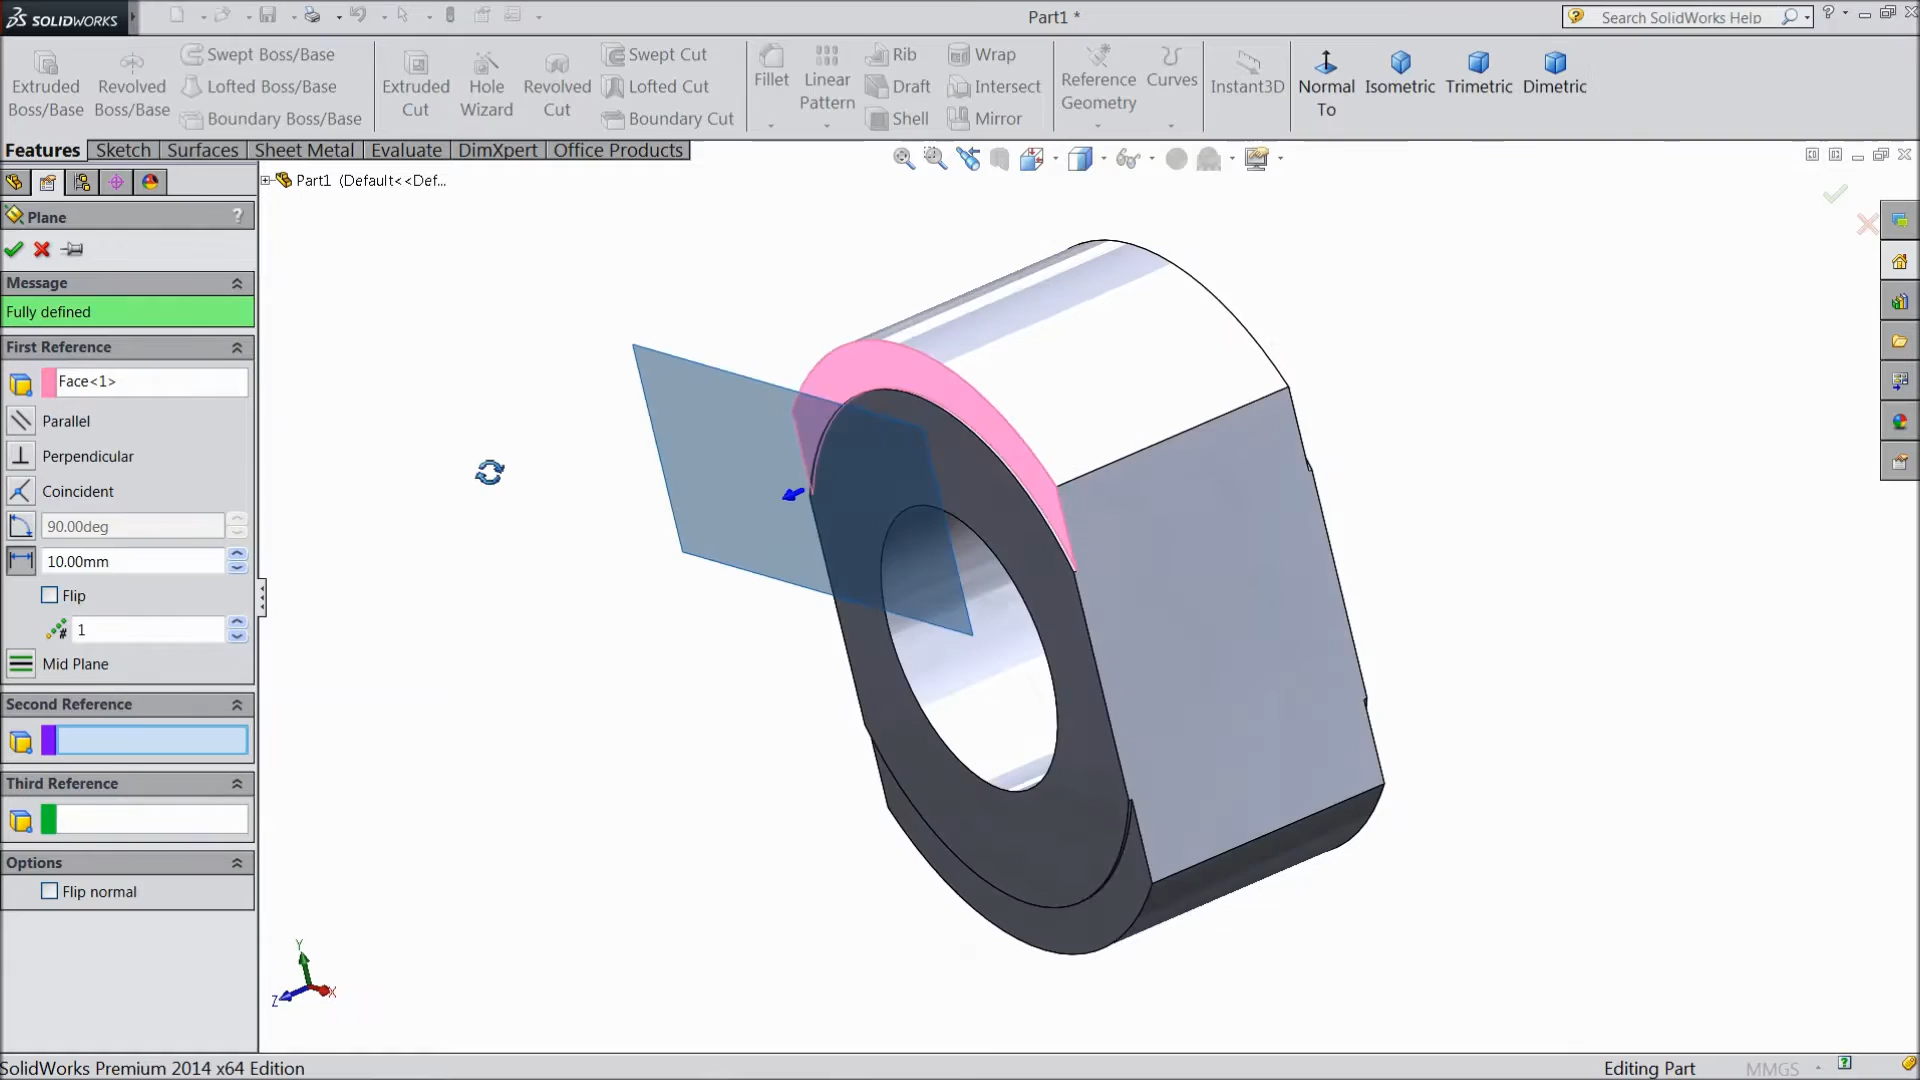 SOLIDWORKS
Part1 *
Search SolidWorks Help
Extruded Boss/Base
Revolved Boss/Base
Swept Boss/Base
Lofted Boss/Base
Boundary Boss/Base
Extruded Cut
Hole Wizard
Revolved Cut
Swept Cut
Lofted Cut
Boundary Cut
Fillet
Linear Pattern
Rib
Draft
Shell
Wrap
Intersect
Mirror
Reference Geometry
Curves
Instant3D
Normal To
Isometric
Trimetric
Dimetric
Features
Sketch
Surfaces
Sheet Metal
Evaluate
DimXpert
Office Products
Part1 (Default<<Def...
Plane
?
Message
Fully defined
First Reference
Face<1>
Parallel
Perpendicular
Coincident
90.00deg
10.00mm
Flip
# 1
Mid Plane
Second Reference
Third Reference
Options
Flip normal
Y
Z
X
SolidWorks Premium 2014 x64 Edition
Editing Part
MMGS